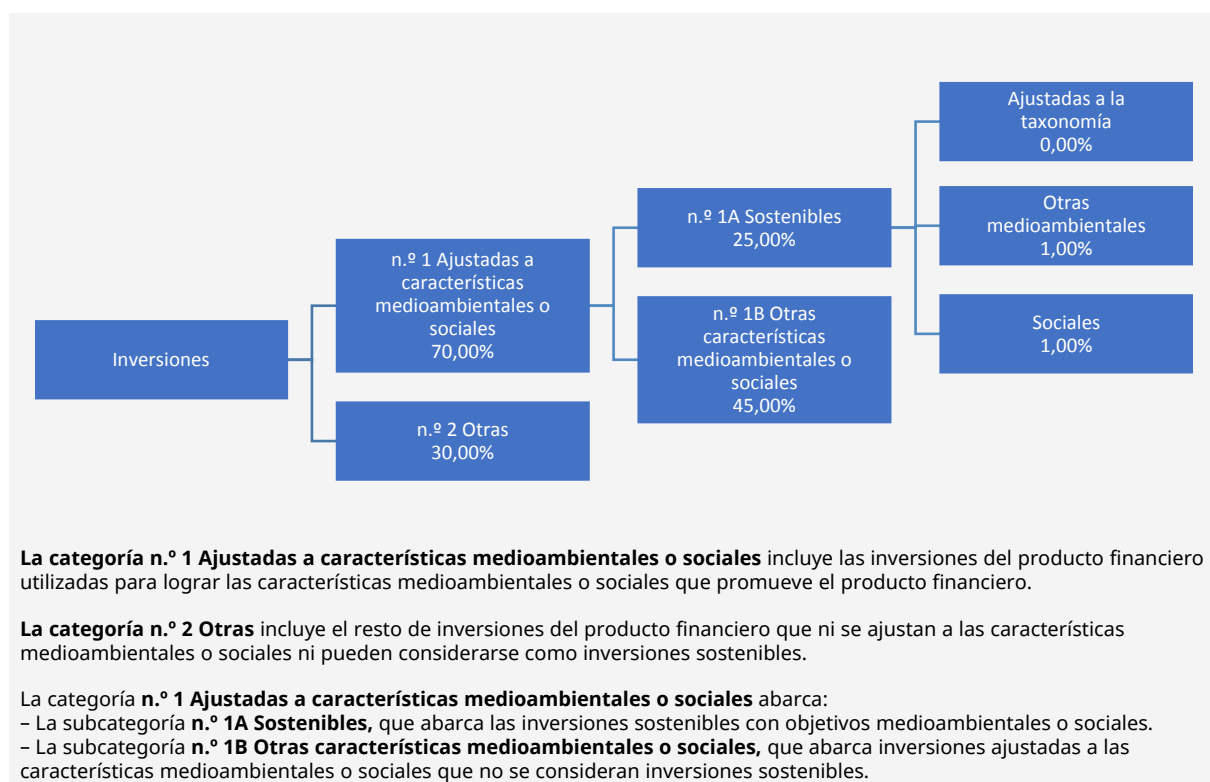 Inversiones
n.º 1 Ajustadas a
características
medioambientales o
sociales
70,00%
n.º 2 Otras
30,00%
n.º 1A Sostenibles
25,00%
n.º 1B Otras
características
medioambientales o
sociales
45,00%
Ajustadas a la
taxonomía
0,00%
Otras
medioambientales
1,00%
Sociales
1,00%
La categoría n.º 1 Ajustadas a características medioambientales o sociales incluye las inversiones del producto financiero
utilizadas para lograr las características medioambientales o sociales que promueve el producto financiero.
La categoría n.º 2 Otras incluye el resto de inversiones del producto financiero que ni se ajustan a las características
medioambientales o sociales ni pueden considerarse como inversiones sostenibles.
La categoría n.º 1 Ajustadas a características medioambientales o sociales abarca:
– La subcategoría n.º 1A Sostenibles, que abarca las inversiones sostenibles con objetivos medioambientales o sociales.
– La subcategoría n.º 1B Otras características medioambientales o sociales, que abarca inversiones ajustadas a las
características medioambientales o sociales que no se consideran inversiones sostenibles.